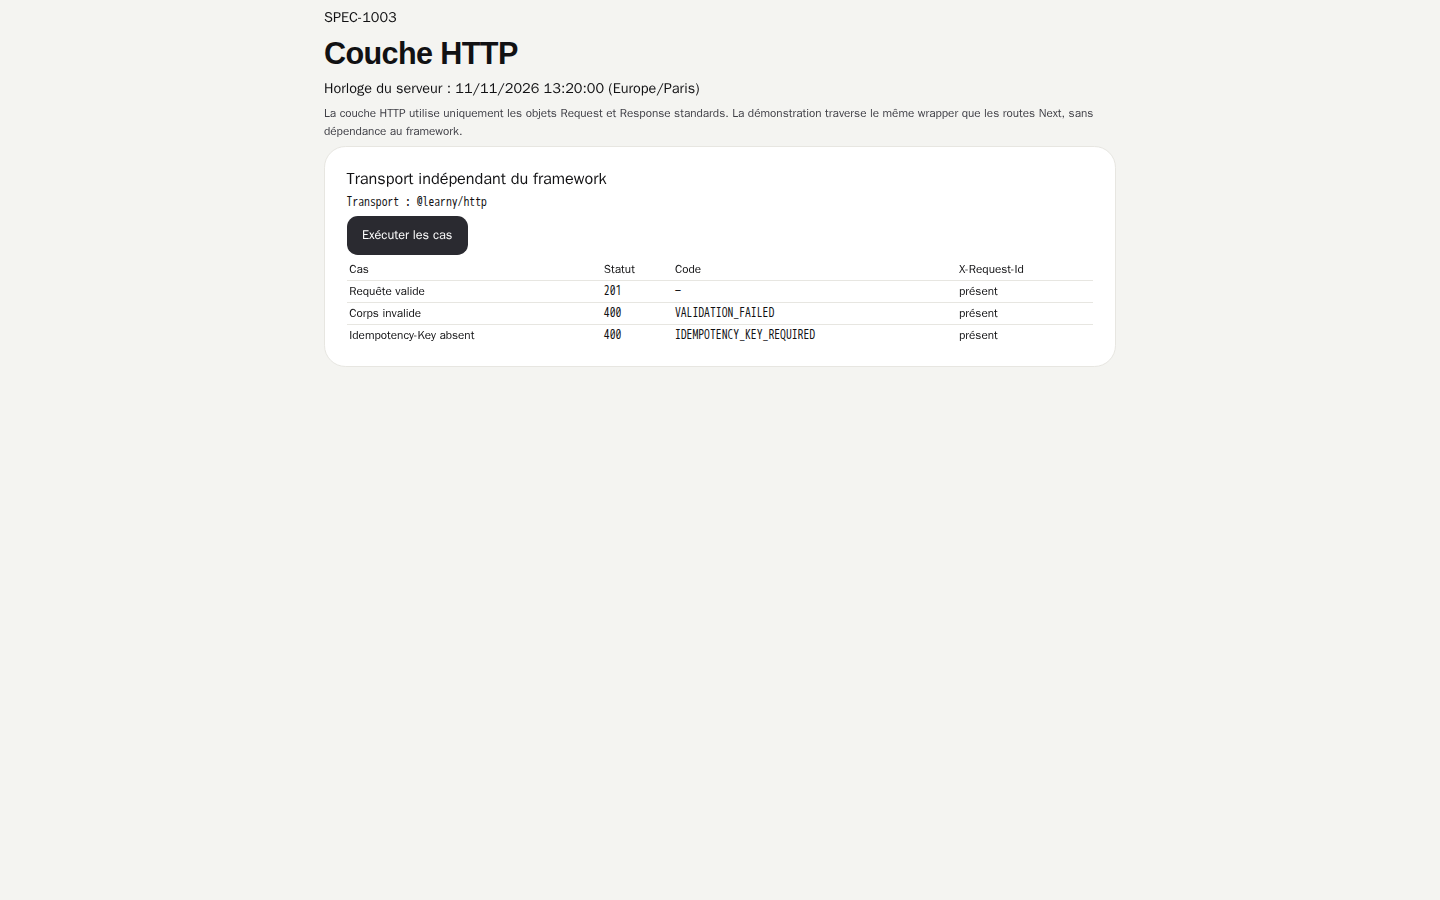 SPEC-1003
Couche HTTP
Horloge du serveur : 11/11/2026 13:20:00 (Europe/Paris)
La couche HTTP utilise uniquement les objets Request et Response standards. La démonstration traverse le même wrapper que les routes Next, sans
dépendance au framework.
Transport indépendant du framework
Transport : @learny/http
Exécuter les cas
Cas Statut Code X-Request-Id
Requête valide 201 — présent
Corps invalide 400 VALIDATION_FAILED présent
Idempotency-Key absent 400 IDEMPOTENCY_KEY_REQUIRED présent